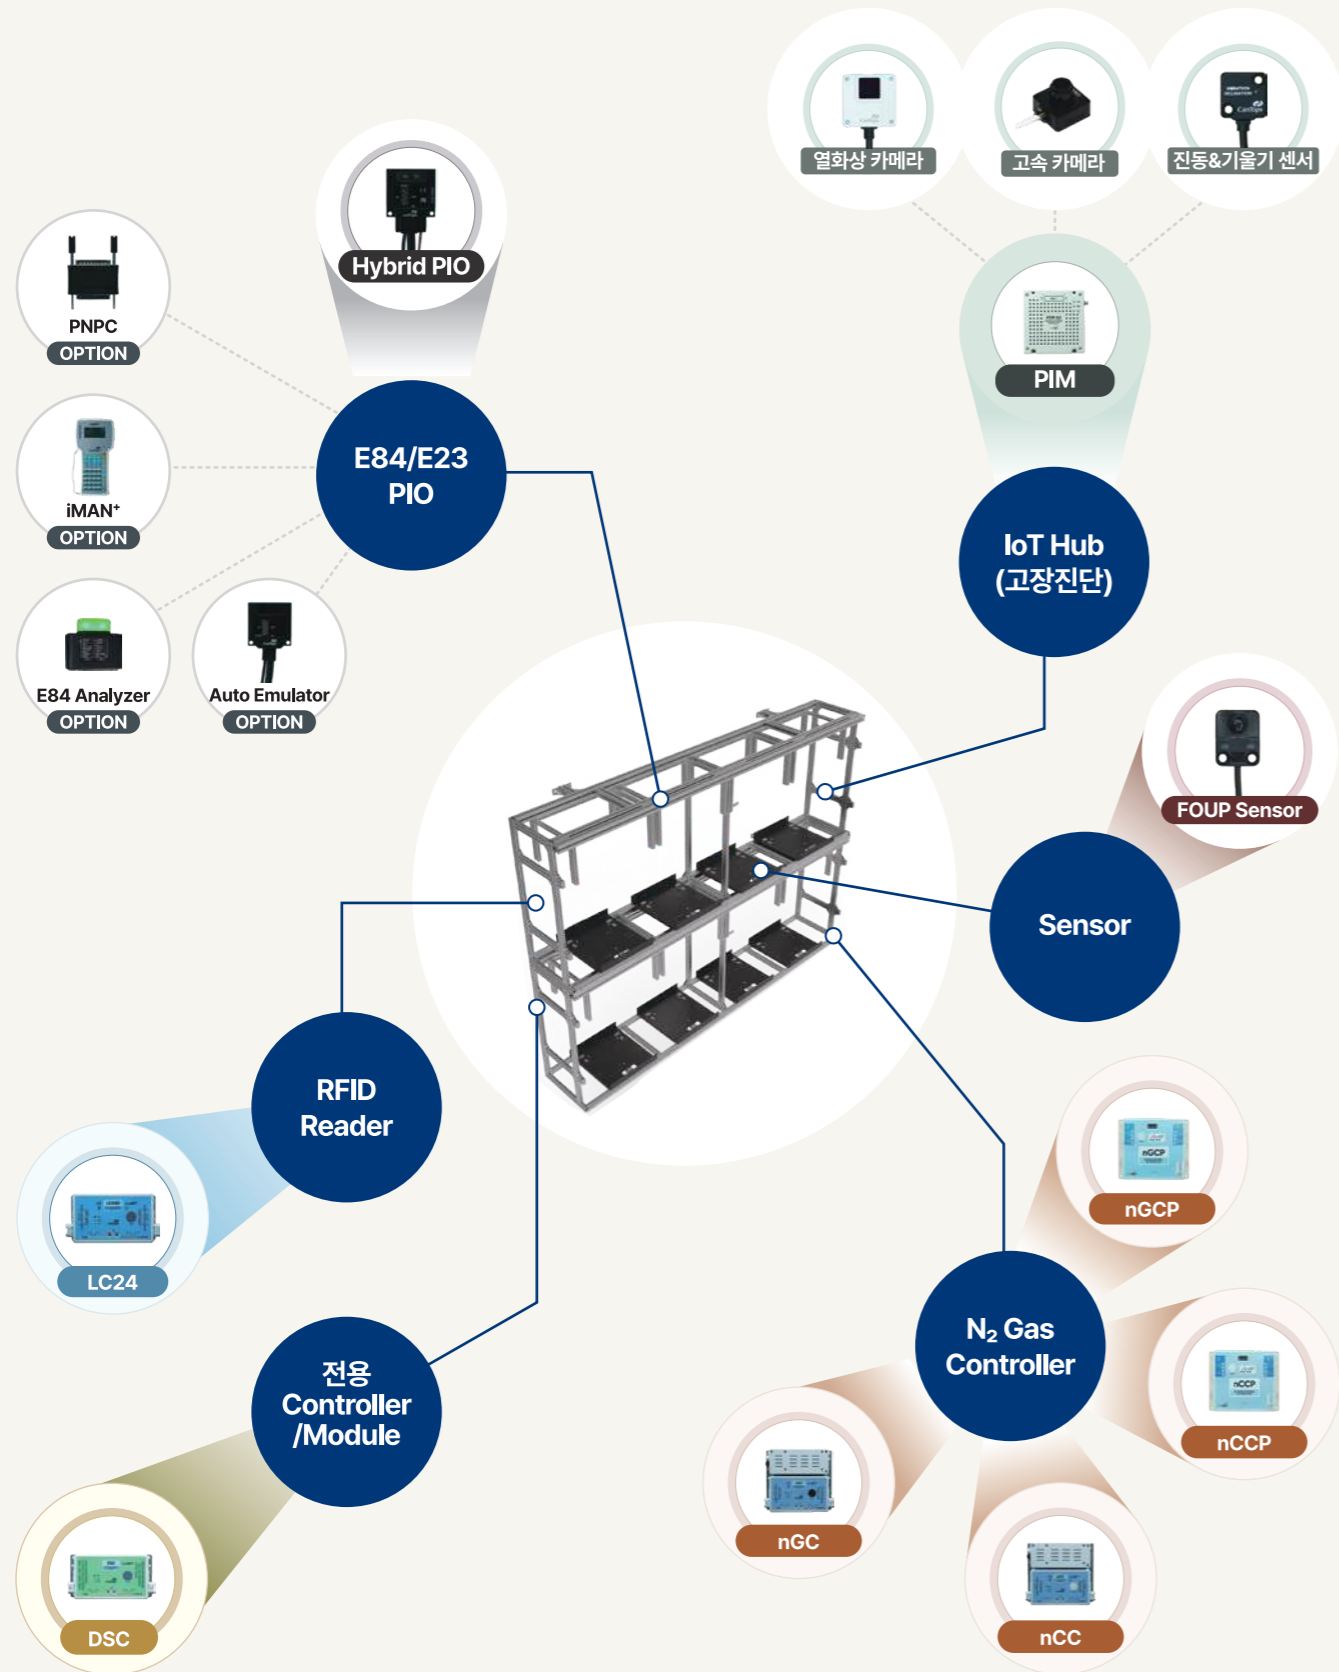 열화상 카메라
고속 카메라
진동&기울기 센서
Hybrid PIO
PNPC
OPTION
PIM
E84/E23
PIO
iMAN⁺
OPTION
IoT Hub
(고장진단)
E84 Analyzer
OPTION
Auto Emulator
OPTION
FOUP Sensor
Sensor
RFID
Reader
nGCP
nGCP
LC24
N₂ Gas
Controller
전용
Controller
/Module
nCCP
nCCP
nGC
DSC
nCC